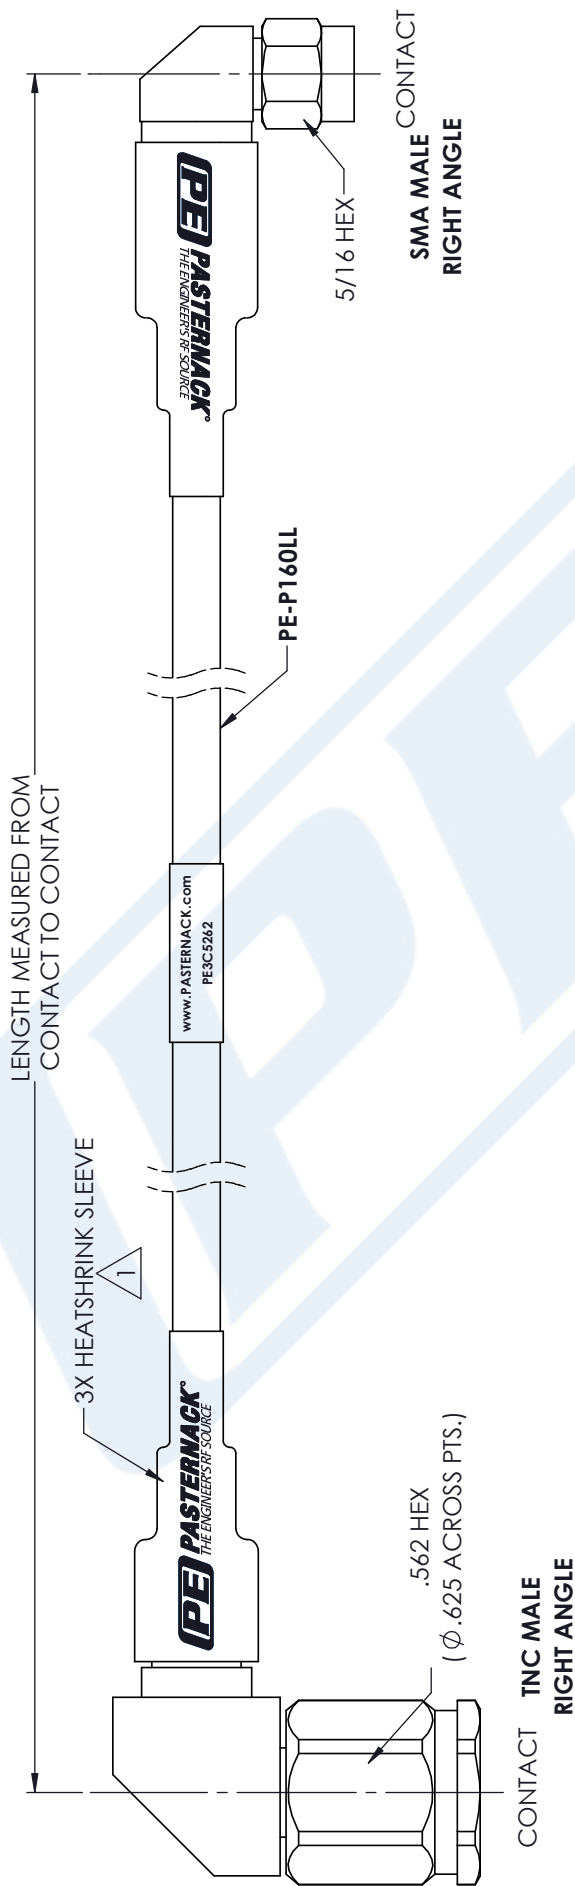 LENGTH MEASURED FROM
CONTACT TO CONTACT
3X HEATSHRINK SLEEVE
1
PE PASTERNACK®
THE ENGINEER'S RF SOURCE
www.PASTERNACK.com
PE3C5262
PE PASTERNACK®
THE ENGINEER'S RF SOURCE
PE-P160LL
.562 HEX
(∅.625 ACROSS PTS.)
CONTACT
TNC MALE
RIGHT ANGLE
5/16 HEX
CONTACT
SMA MALE
RIGHT ANGLE
PE